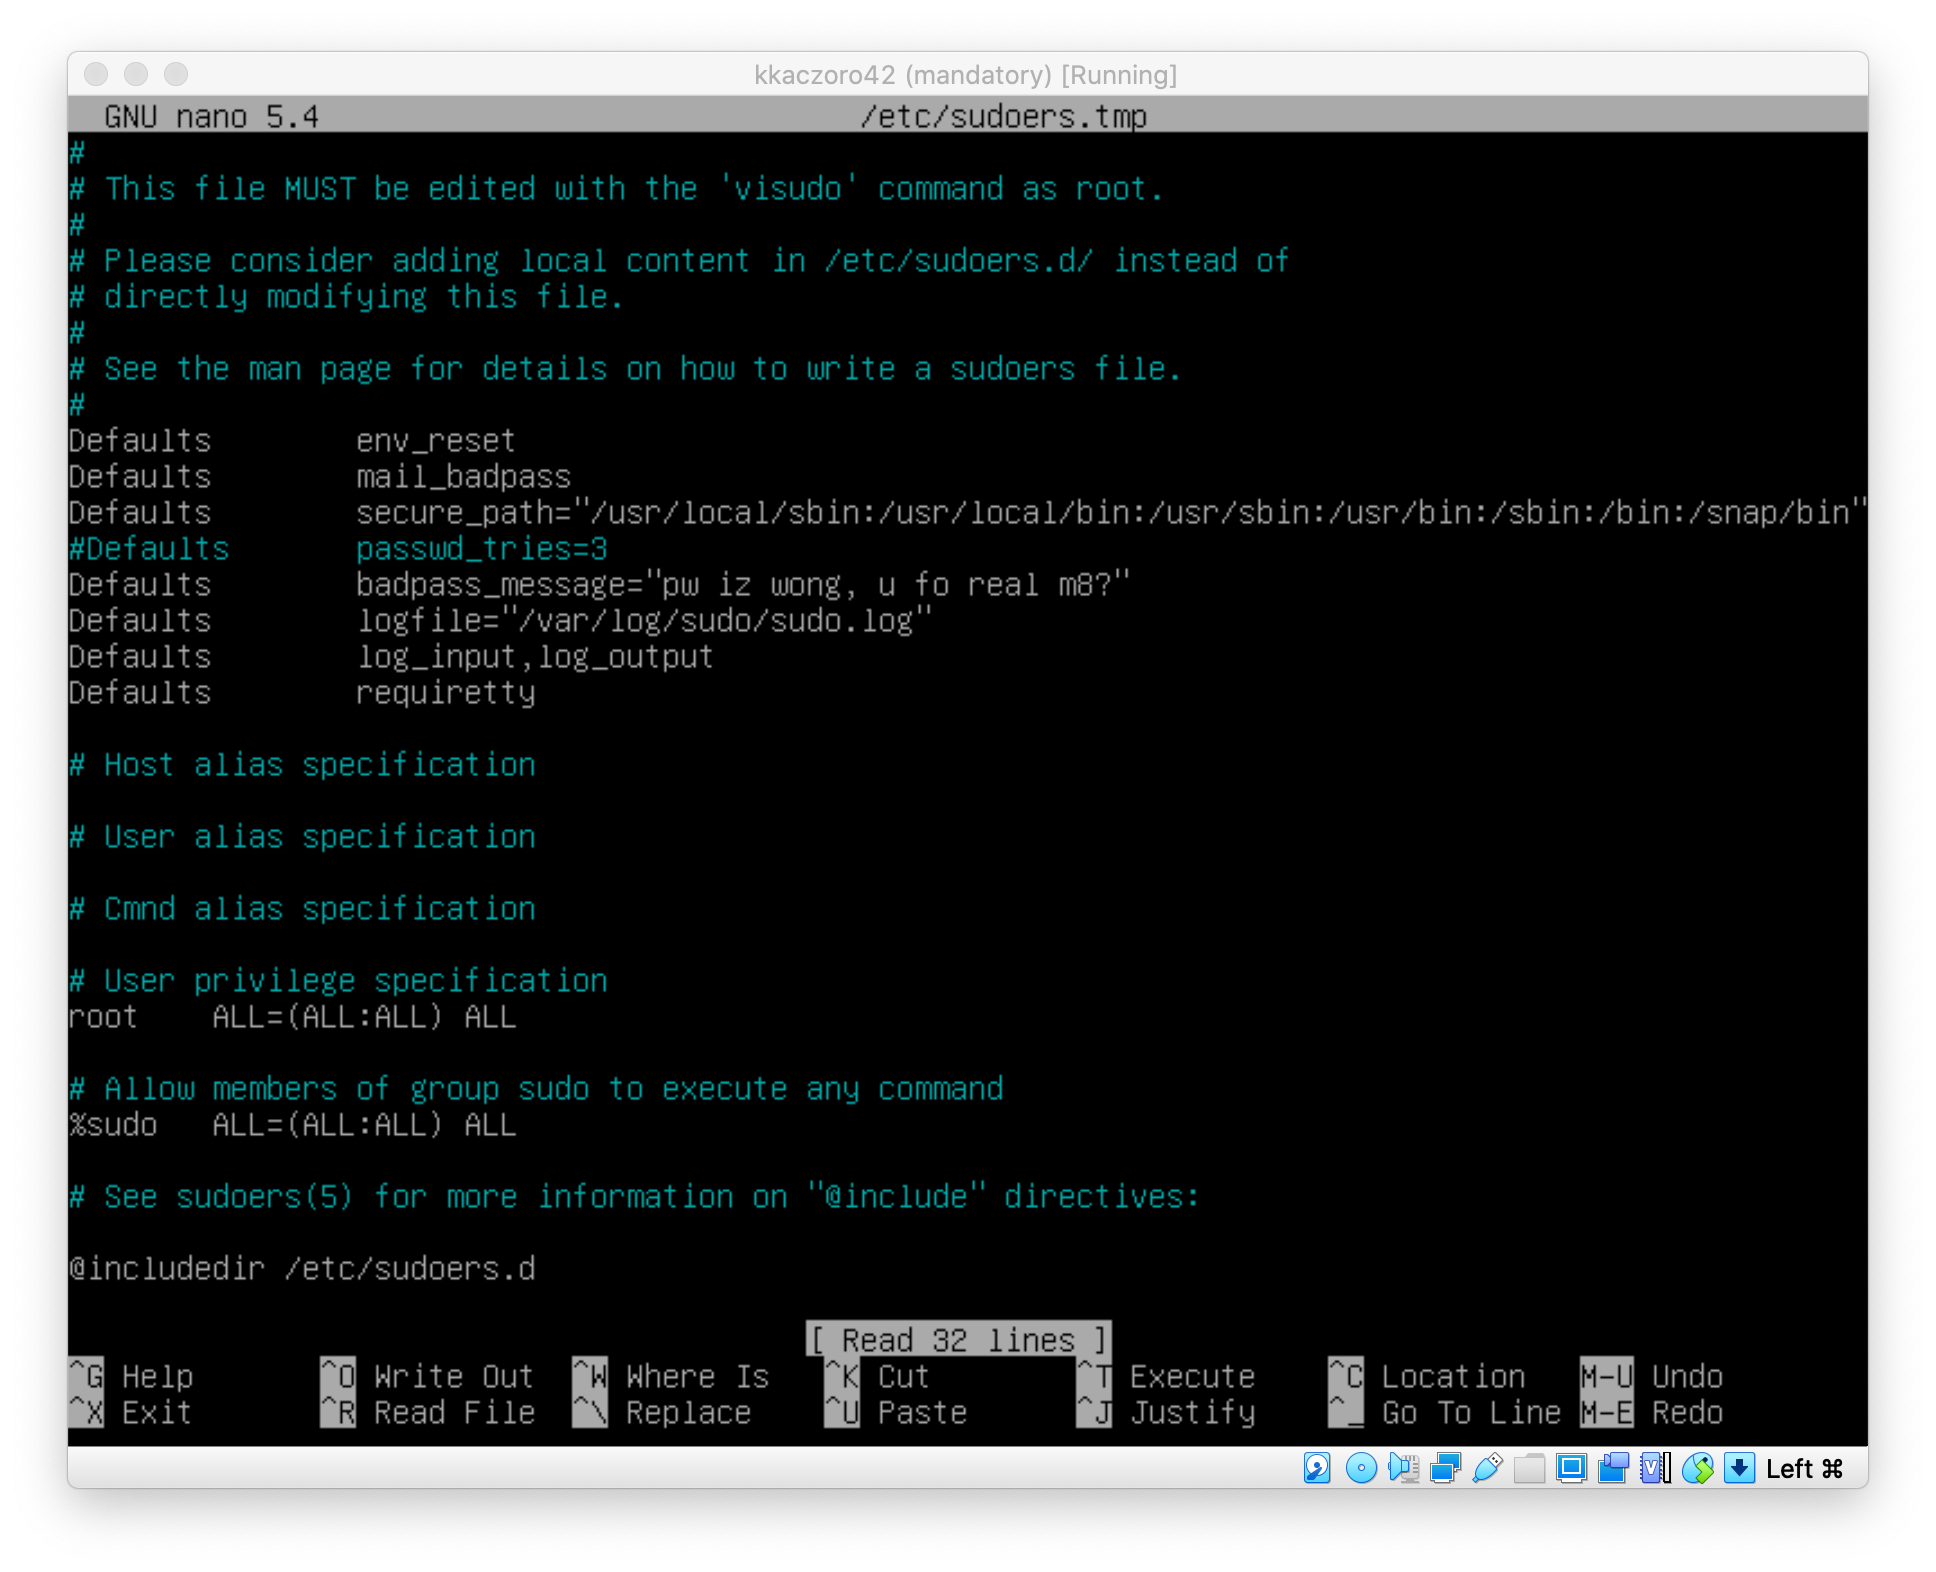 kkaczoro42 (mandatory) [Running]
GNU nano 5.4 /etc/sudoers.tmp
#
# This file MUST be edited with the 'visudo' command as root.
#
# Please consider adding local content in /etc/sudoers.d/ instead of
# directly modifying this file.
#
# See the man page for details on how to write a sudoers file.
#
Defaults        env_reset
Defaults        mail_badpass
Defaults        secure_path="/usr/local/sbin:/usr/local/bin:/usr/sbin:/usr/bin:/sbin:/bin:/snap/bin"
#Defaults       passwd_tries=3
Defaults        badpass_message="pw iz wong, u fo real m8?"
Defaults        logfile="/var/log/sudo/sudo.log"
Defaults        log_input,log_output
Defaults        requiretty
# Host alias specification
# User alias specification
# Cmnd alias specification
# User privilege specification
root    ALL=(ALL:ALL) ALL
# Allow members of group sudo to execute any command
%sudo   ALL=(ALL:ALL) ALL
# See sudoers(5) for more information on "@include" directives:
@includedir /etc/sudoers.d
[ Read 32 lines ]
^G Help ^O Write Out ^W Where Is ^K Cut ^T Execute ^C Location M-U Undo
^X Exit ^R Read File ^\ Replace ^U Paste ^J Justify ^_ Go To Line M-E Redo
Left ⌘